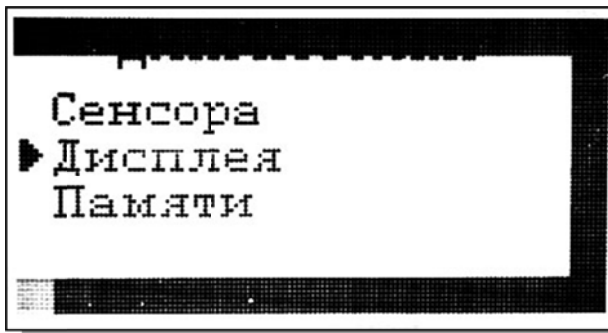 Сенсора
Дисплея
Памяти